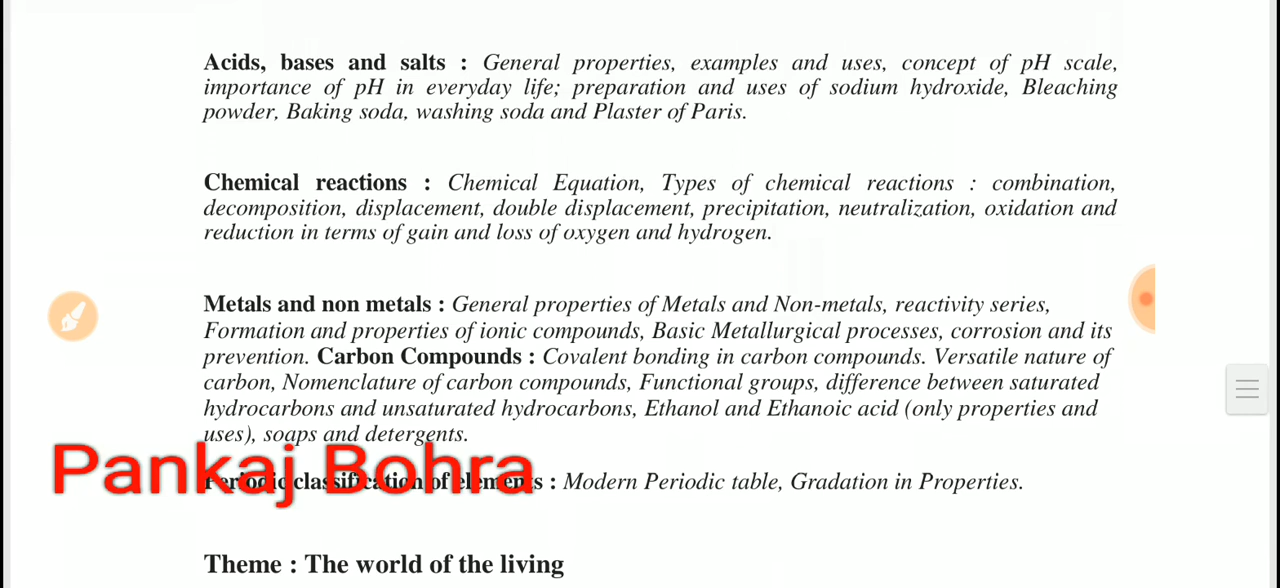 Acids, bases and salts : General properties, examples and uses, concept of pH scale,
importance of pH in everyday life; preparation and uses of sodium hydroxide, Bleaching
powder, Baking soda, washing soda and Plaster of Paris.
Chemical reactions : Chemical Equation, Types of chemical reactions : combination,
decomposition, displacement, double displacement, precipitation, neutralization, oxidation and
reduction in terms of gain and loss of oxygen and hydrogen.
Metals and non metals : General properties of Metals and Non-metals, reactivity series,
Formation and properties of ionic compounds, Basic Metallurgical processes, corrosion and its
prevention. Carbon Compounds : Covalent bonding in carbon compounds. Versatile nature of
carbon, Nomenclature of carbon compounds, Functional groups, difference between saturated
hydrocarbons and unsaturated hydrocarbons, Ethanol and Ethanoic acid (only properties and
uses), soaps and detergents.
Pankaj Bohra
Periodic classification of elements : Modern Periodic table, Gradation in Properties.
Theme : The world of the living